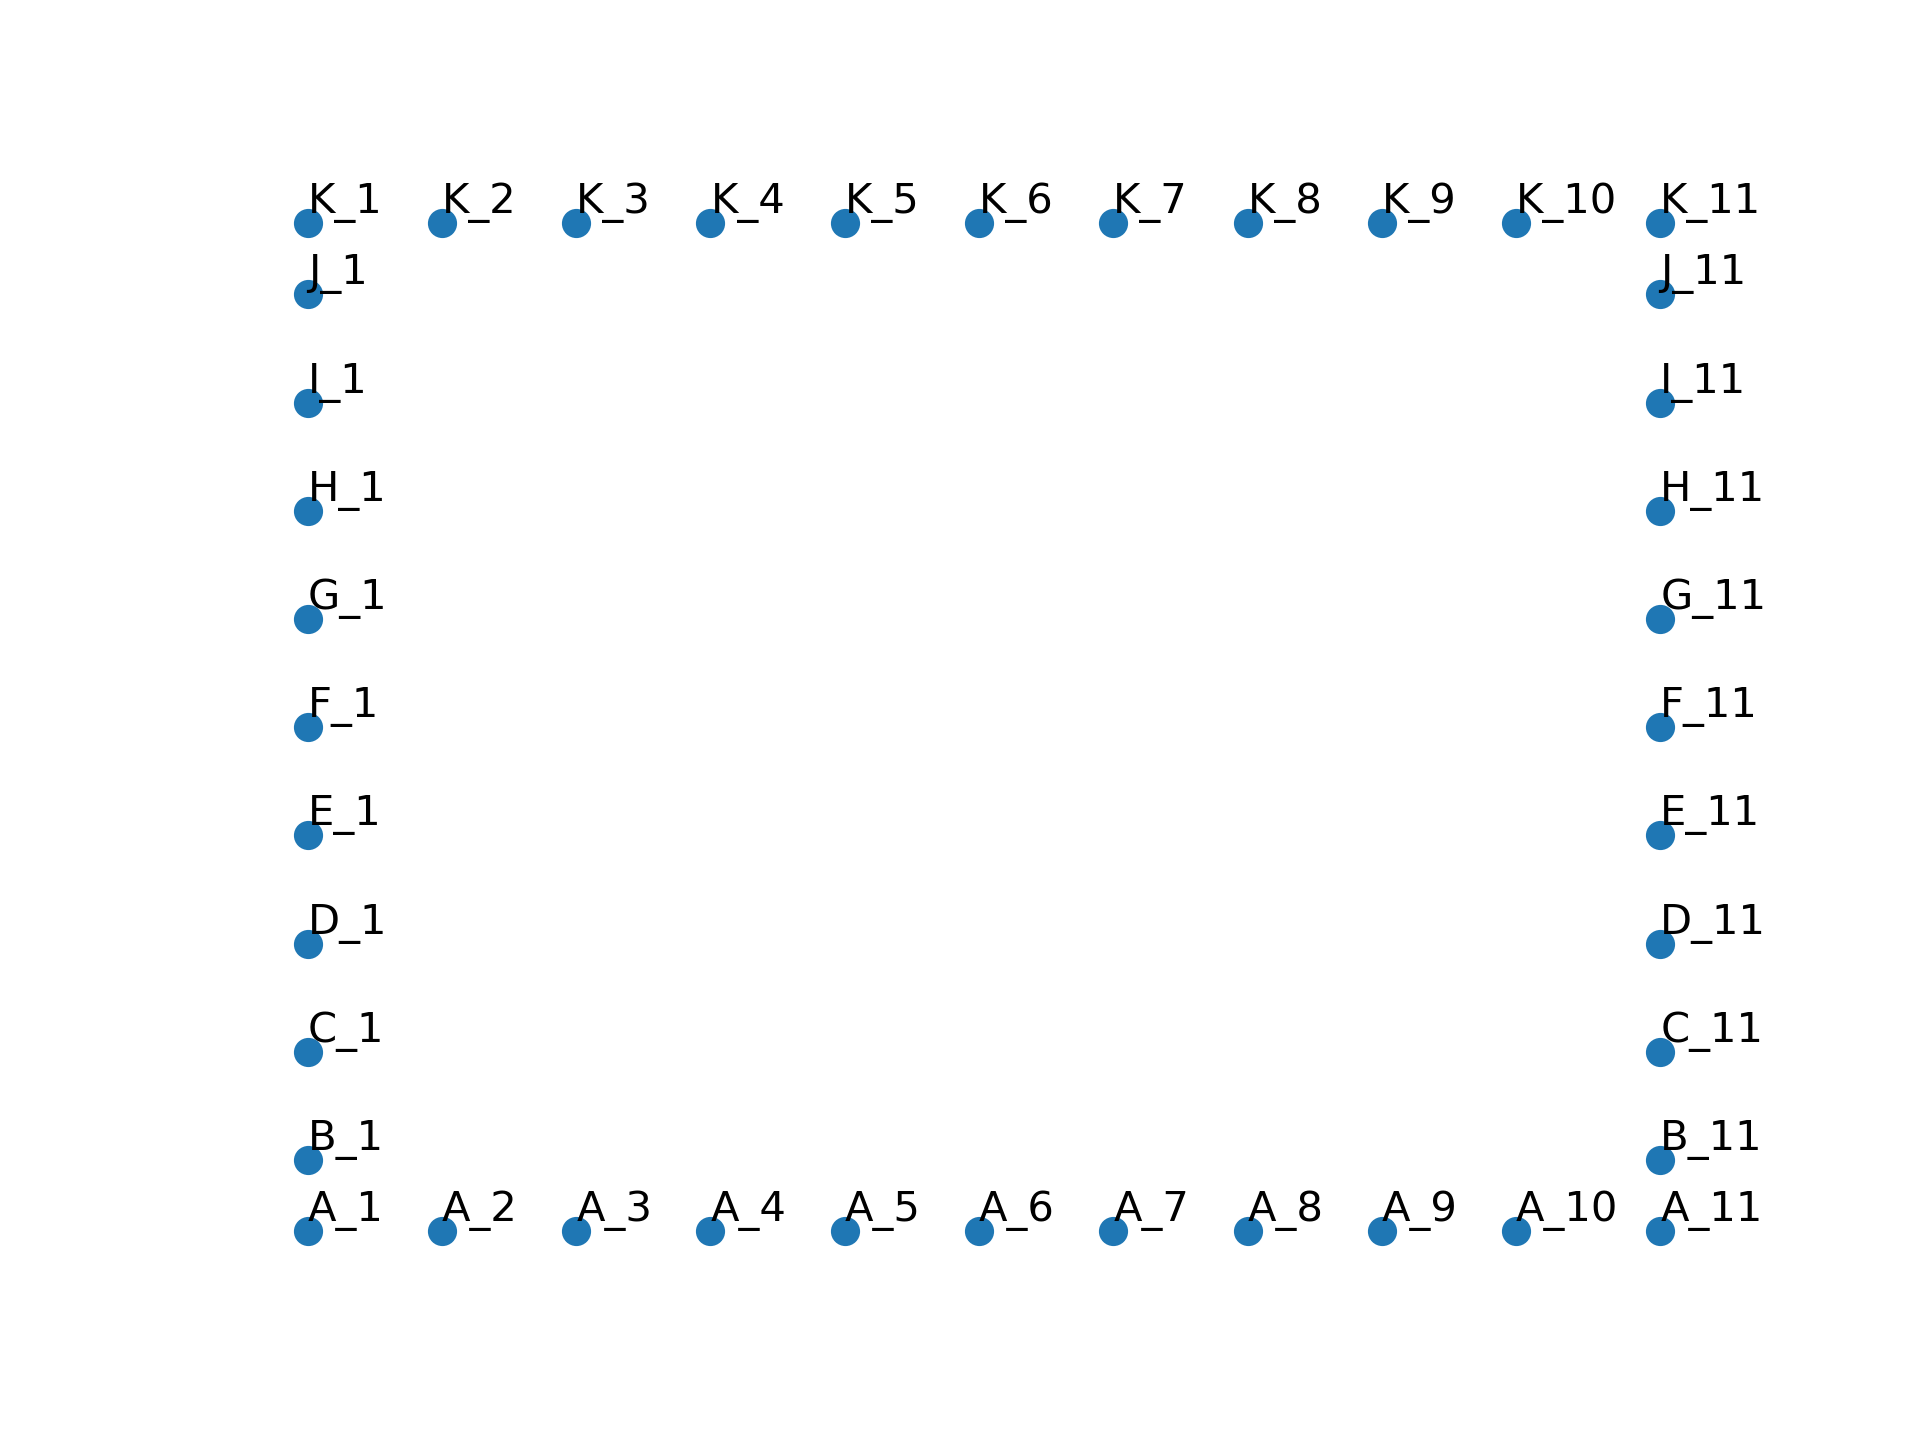 K_1 K_2 K_3 K_4 K_5 K_6 K_7 K_8 K_9 K_10 K_11
J_1 J_11
I_1 I_11
H_1 H_11
G_1 G_11
F_1 F_11
E_1 E_11
D_1 D_11
C_1 C_11
B_1 B_11
A_1 A_2 A_3 A_4 A_5 A_6 A_7 A_8 A_9 A_10 A_11